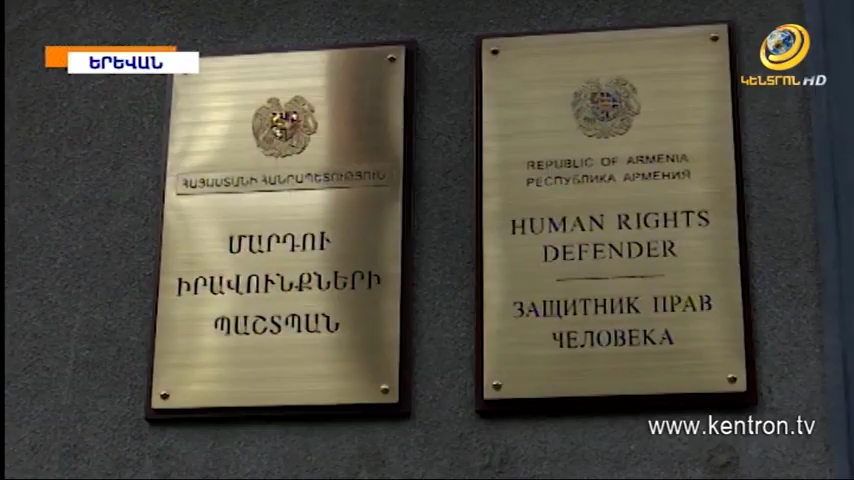 ԵՐԵՎԱՆ
ԿԵՆՏՐՈՆ HD
ՀԱՅԱՍՏԱՆԻ ՀԱՆՐԱՊԵՏՈՒԹՅՈՒՆ
ՄԱՐԴՈՒ
ԻՐԱՎՈՒՆՔՆԵՐԻ
ՊԱՇՏՊԱՆ
REPUBLIC OF ARMENIA
РЕСПУБЛИКА АРМЕНИЯ
HUMAN RIGHTS
DEFENDER
ЗАЩИТНИК ПРАВ
ЧЕЛОВЕКА
www.kentron.tv